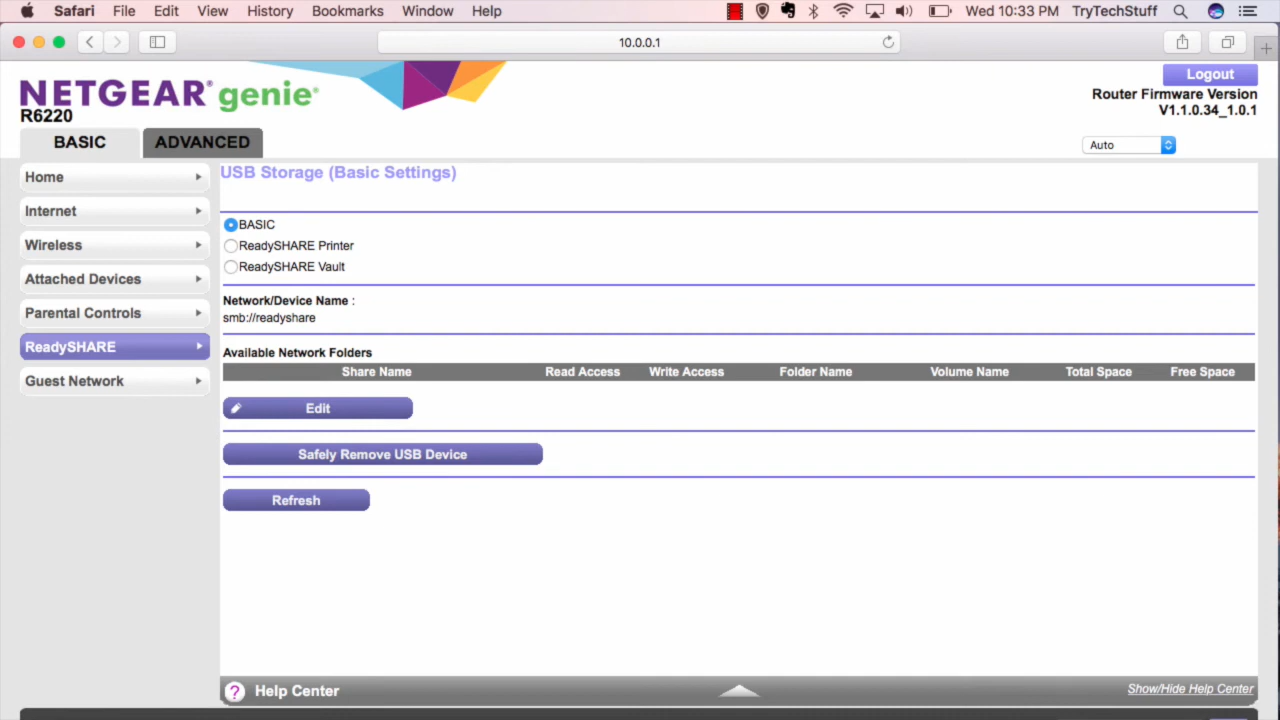 Safari File Edit View History Bookmarks Window Help Wed 10:33 PM TryTechStuff
10.0.0.1
NETGEAR® genie®
R6220
Logout
Router Firmware Version
V1.1.0.34_1.0.1
BASIC ADVANCED
Auto
Home
Internet
Wireless
Attached Devices
Parental Controls
ReadySHARE
Guest Network
USB Storage (Basic Settings)
BASIC
ReadySHARE Printer
ReadySHARE Vault
Network/Device Name :
smb://readyshare
Available Network Folders
Share Name Read Access Write Access Folder Name Volume Name Total Space Free Space
Edit
Safely Remove USB Device
Refresh
? Help Center Show/Hide Help Center